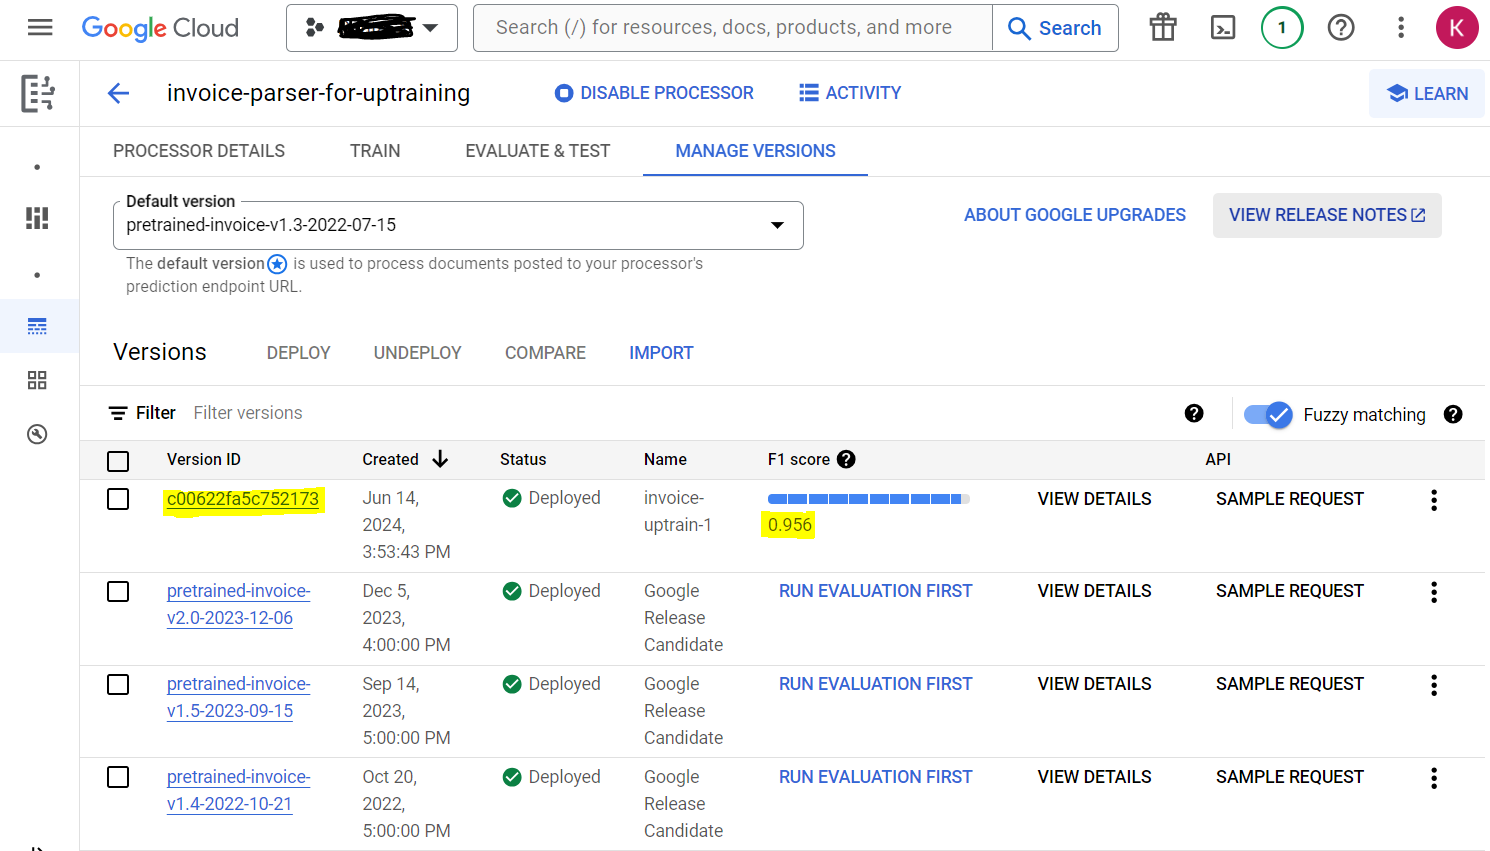 Google Cloud
Search (/) for resources, docs, products, and more
Search
1
K
invoice-parser-for-uptraining
DISABLE PROCESSOR
ACTIVITY
LEARN
PROCESSOR DETAILS
TRAIN
EVALUATE & TEST
MANAGE VERSIONS
Default version
pretrained-invoice-v1.3-2022-07-15
The default version is used to process documents posted to your processor's
prediction endpoint URL.
ABOUT GOOGLE UPGRADES
VIEW RELEASE NOTES
Versions
DEPLOY
UNDEPLOY
COMPARE
IMPORT
Filter
Filter versions
Fuzzy matching
Version ID
Created
Status
Name
F1 score
API
c00622fa5c752173
Jun 14,
2024,
3:53:43 PM
Deployed
invoice-
uptrain-1
0.956
VIEW DETAILS
SAMPLE REQUEST
pretrained-invoice-
v2.0-2023-12-06
Dec 5,
2023,
4:00:00 PM
Deployed
Google
Release
Candidate
RUN EVALUATION FIRST
VIEW DETAILS
SAMPLE REQUEST
pretrained-invoice-
v1.5-2023-09-15
Sep 14,
2023,
5:00:00 PM
Deployed
Google
Release
Candidate
RUN EVALUATION FIRST
VIEW DETAILS
SAMPLE REQUEST
pretrained-invoice-
v1.4-2022-10-21
Oct 20,
2022,
5:00:00 PM
Deployed
Google
Release
Candidate
RUN EVALUATION FIRST
VIEW DETAILS
SAMPLE REQUEST